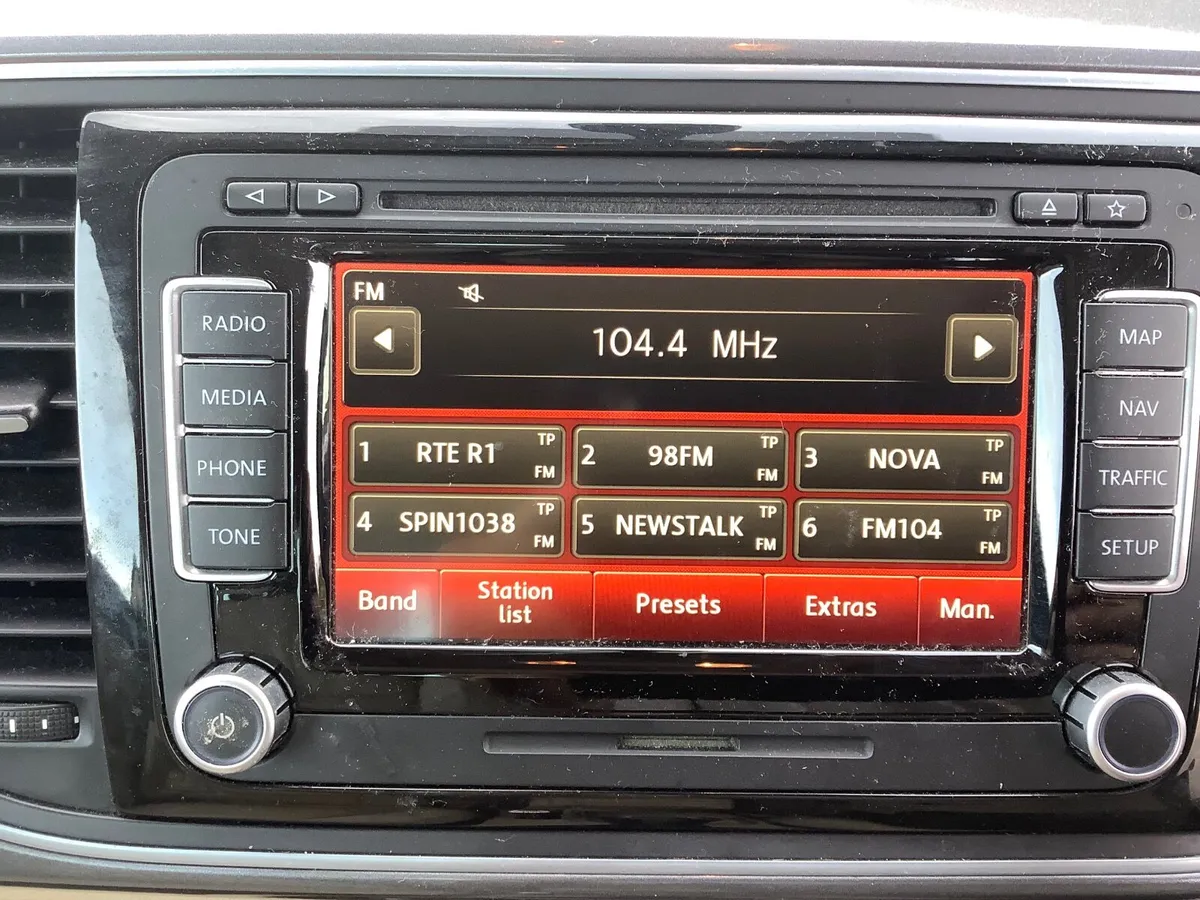 FM
104.4 MHz
1 RTE R1 TP FM
2 98FM TP FM
3 NOVA TP FM
4 SPIN1038 TP FM
5 NEWSTALK TP FM
6 FM104 TP FM
Band
Station
list
Presets
Extras
Man.
RADIO
MEDIA
PHONE
TONE
MAP
NAV
TRAFFIC
SETUP